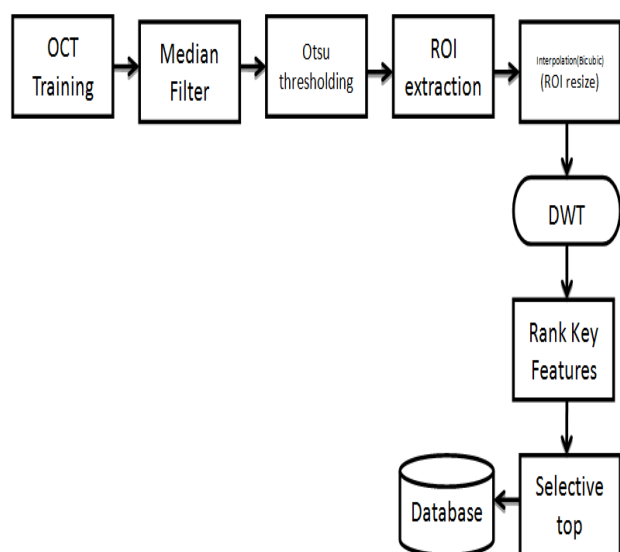 OCT
Training
Median
Filter
Otsu
thresholding
ROI
extraction
Interpolation(Bicubic)
(ROI resize)
DWT
Rank Key
Features
Selective
top
Database